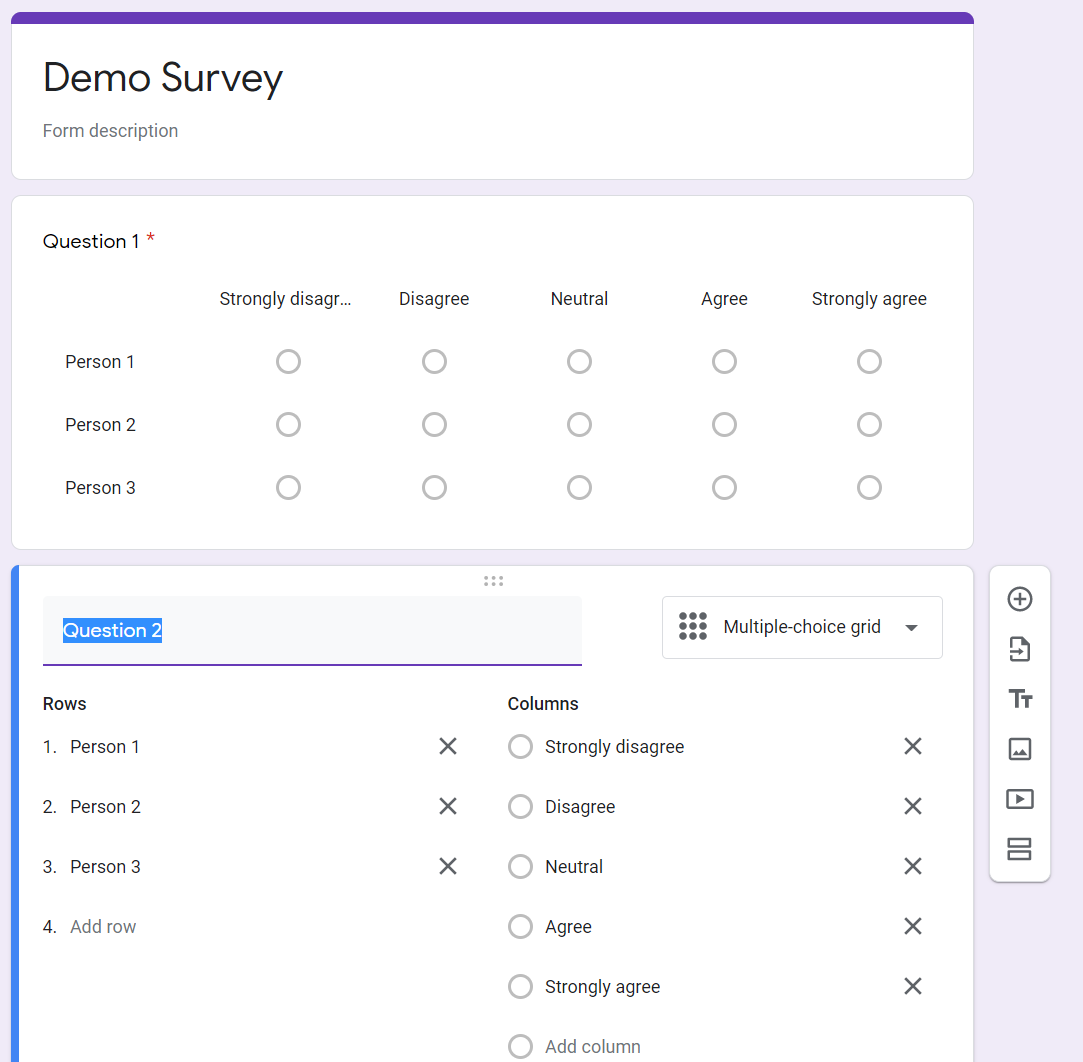 Demo Survey
Form description
Question 1 *
Strongly disagr... Disagree Neutral Agree Strongly agree
Person 1
Person 2
Person 3
Question 2 Multiple-choice grid
Rows Columns
1. Person 1 Strongly disagree
2. Person 2 Disagree
3. Person 3 Neutral
4. Add row Agree
Strongly agree
Add column